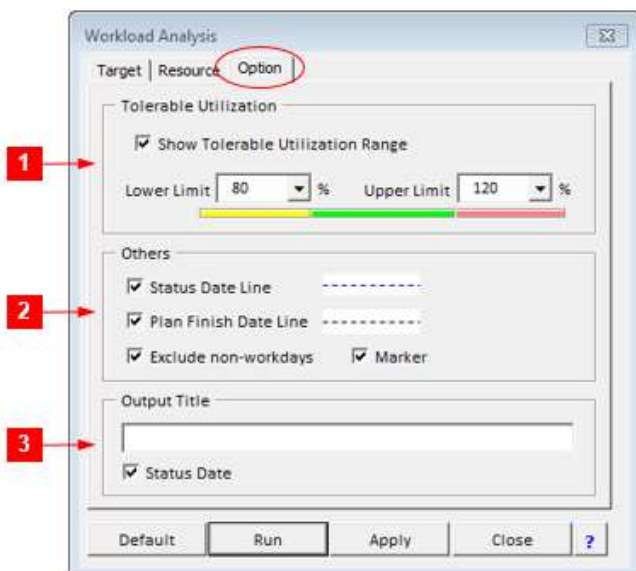 Workload Analysis
Target Resource Option
Tolerable Utilization
Show Tolerable Utilization Range
1
Lower Limit 80 % Upper Limit 120 %
Others
Status Date Line
2
Plan Finish Date Line
Exclude non-workdays Marker
Output Title
3
Status Date
Default Run Apply Close ?